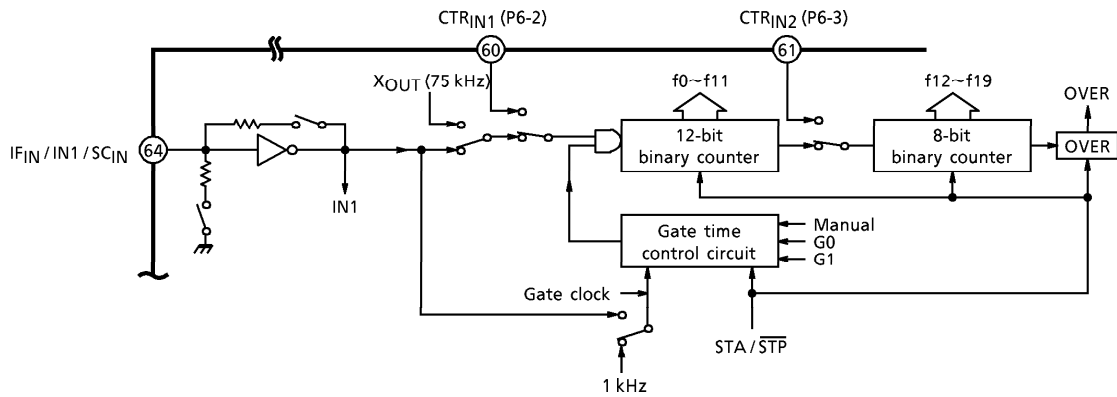 CTRIN1 (P6-2)
CTRIN2 (P6-3)
60
61
XOUT (75 kHz)
f0~f11
f12~f19
OVER
IFIN / IN1 / SCIN
64
12-bit
binary counter
8-bit
binary counter
OVER
IN1
Gate time
control circuit
Manual
G0
G1
Gate clock
STA / STP
1 kHz